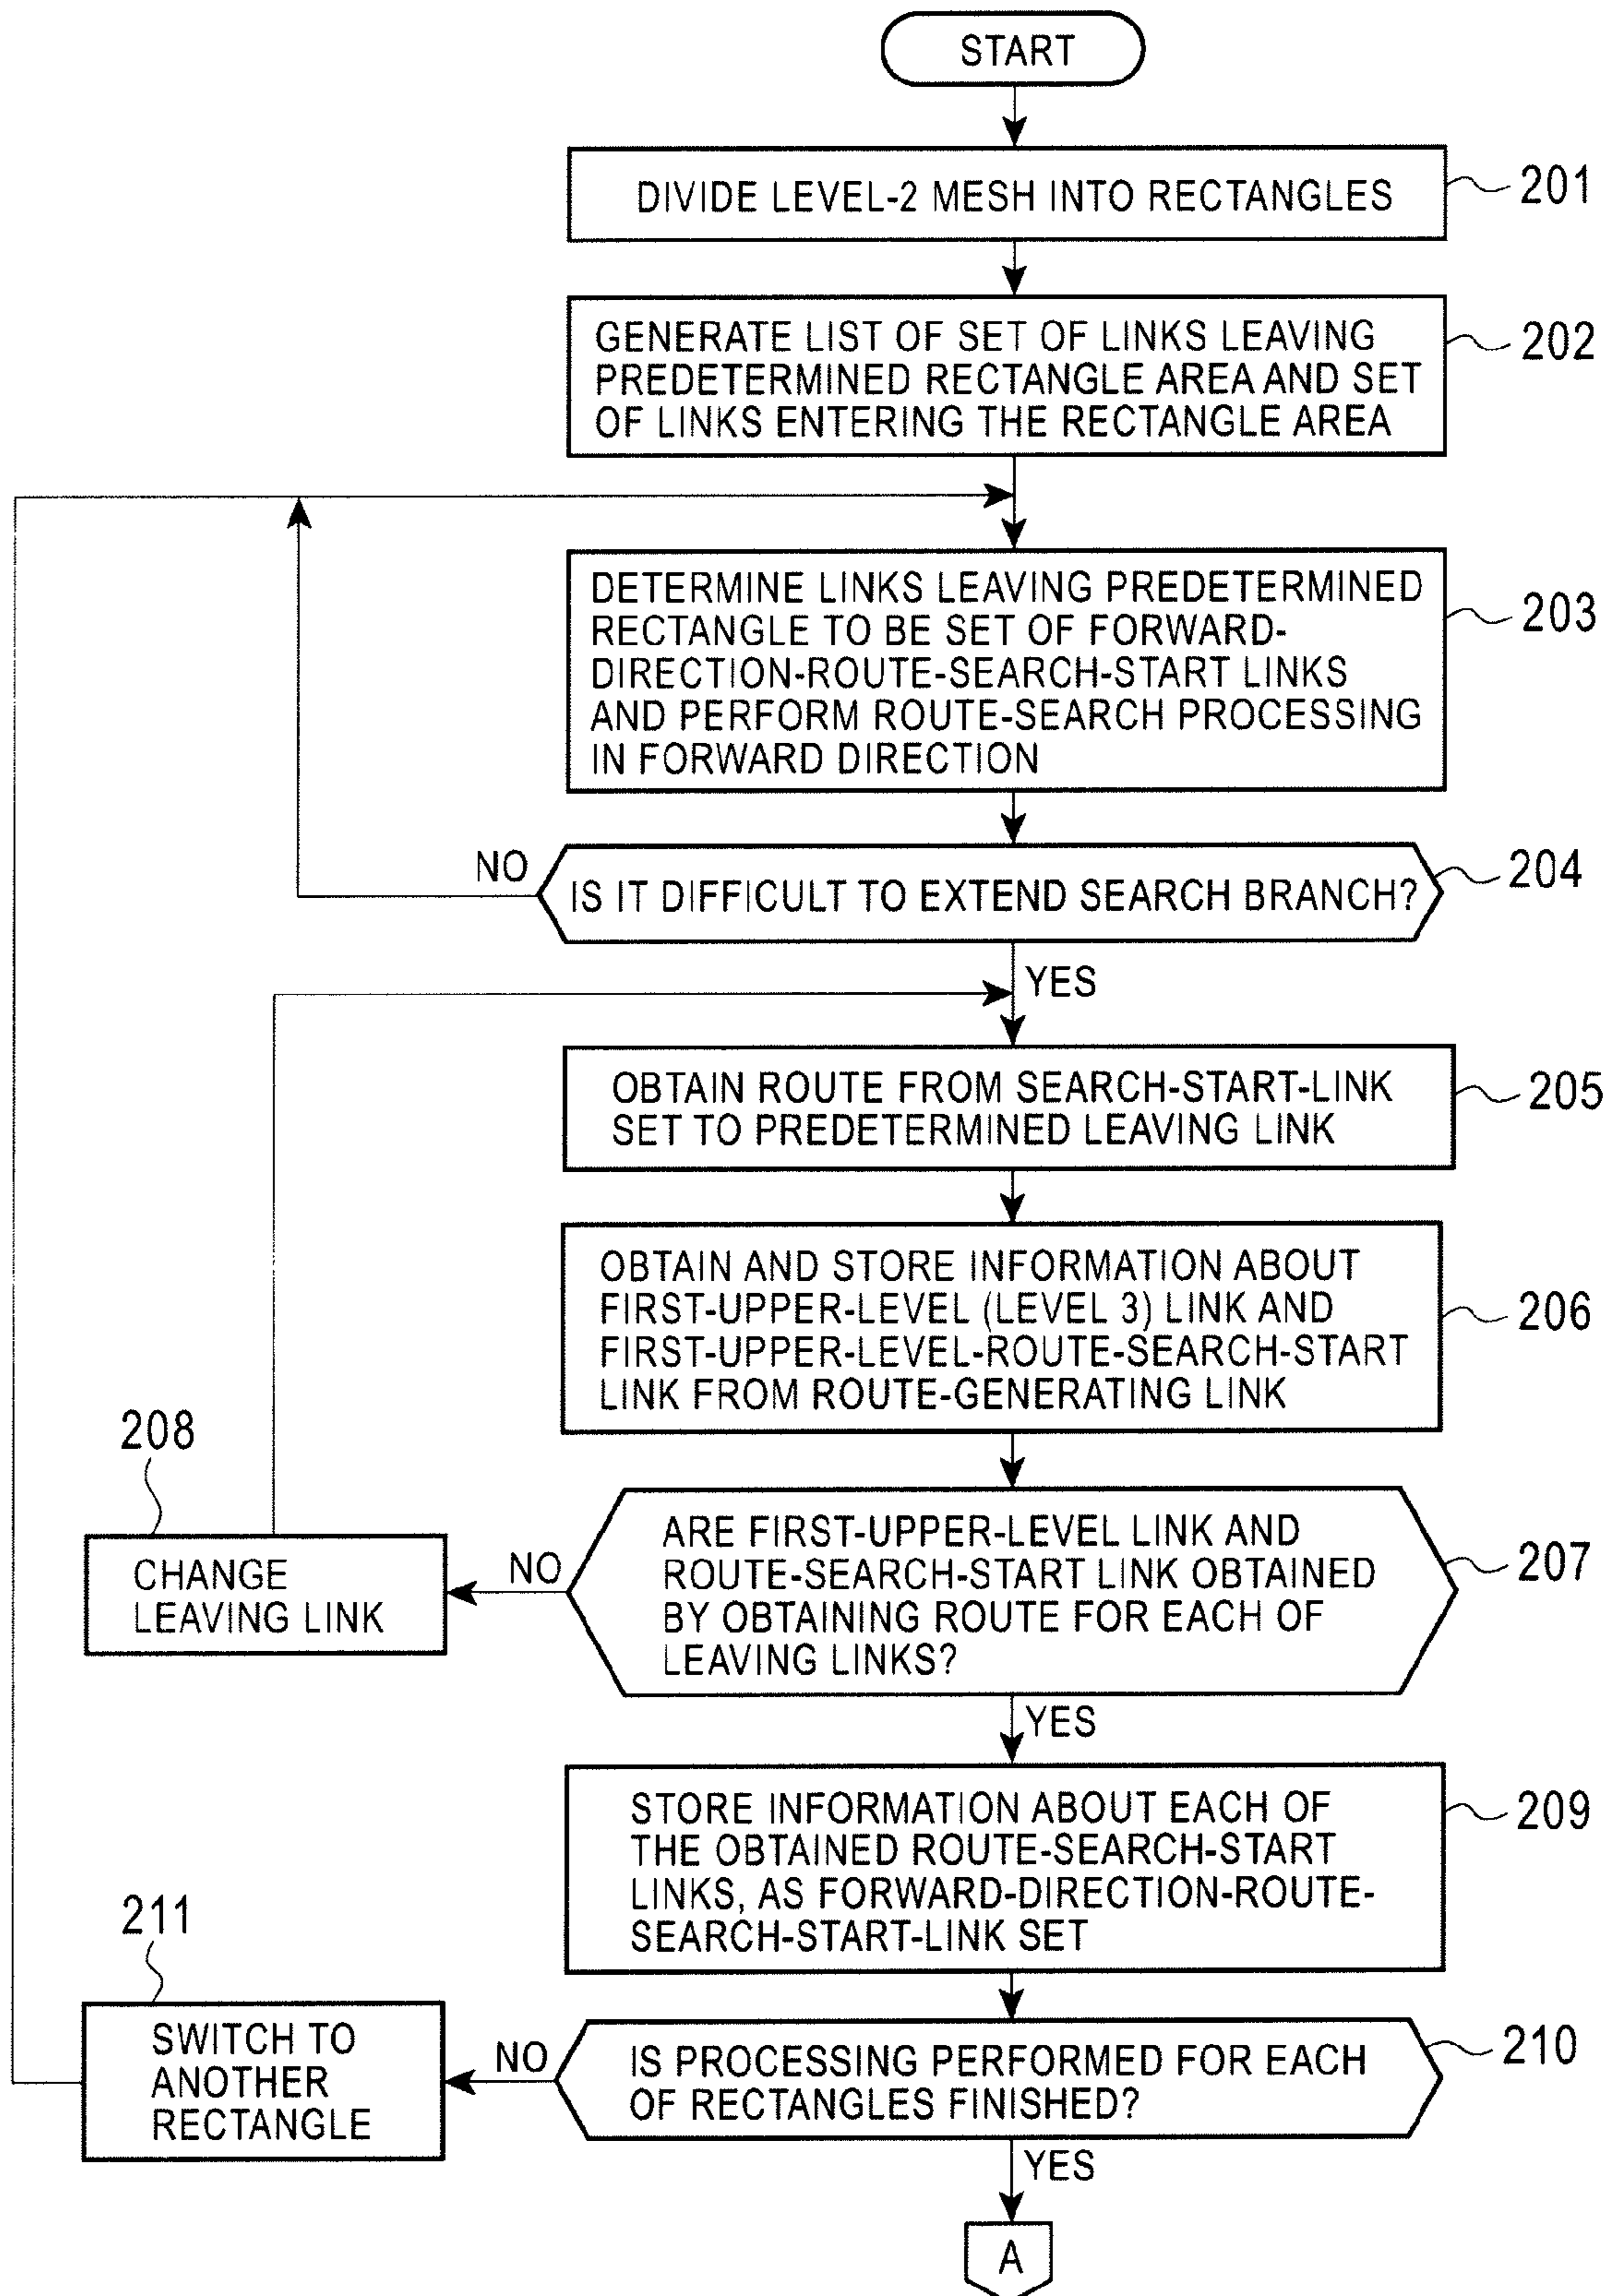 START
DIVIDE LEVEL-2 MESH INTO RECTANGLES
201
GENERATE LIST OF SET OF LINKS LEAVING
PREDETERMINED RECTANGLE AREA AND SET
OF LINKS ENTERING THE RECTANGLE AREA
202
DETERMINE LINKS LEAVING PREDETERMINED
RECTANGLE TO BE SET OF FORWARD-
DIRECTION-ROUTE-SEARCH-START LINKS
AND PERFORM ROUTE-SEARCH PROCESSING
IN FORWARD DIRECTION
203
NO
IS IT DIFFICULT TO EXTEND SEARCH BRANCH?
204
YES
OBTAIN ROUTE FROM SEARCH-START-LINK
SET TO PREDETERMINED LEAVING LINK
205
OBTAIN AND STORE INFORMATION ABOUT
FIRST-UPPER-LEVEL (LEVEL 3) LINK AND
FIRST-UPPER-LEVEL-ROUTE-SEARCH-START
LINK FROM ROUTE-GENERATING LINK
206
208
CHANGE
LEAVING LINK
NO
ARE FIRST-UPPER-LEVEL LINK AND
ROUTE-SEARCH-START LINK OBTAINED
BY OBTAINING ROUTE FOR EACH OF
LEAVING LINKS?
207
YES
STORE INFORMATION ABOUT EACH OF
THE OBTAINED ROUTE-SEARCH-START
LINKS, AS FORWARD-DIRECTION-ROUTE-
SEARCH-START-LINK SET
209
211
SWITCH TO
ANOTHER
RECTANGLE
NO
IS PROCESSING PERFORMED FOR EACH
OF RECTANGLES FINISHED?
210
YES
A